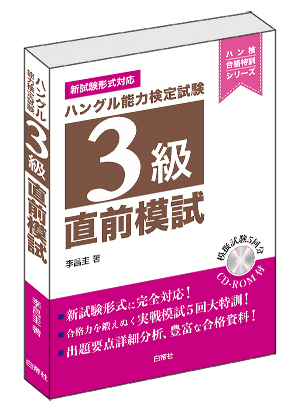 ハングル
能力検定試験
3級
直前模試
李昌圭 著
新試験形式対応
ハングル能力検定試験
3級
直前模試
李昌圭 著
ハン検
合格特訓
シリーズ
模擬試験5回分
CD-ROM付
■新試験形式に完全対応!
■合格力を鍛えぬく実戦模試5回大特訓!
■出題要点詳細分析、豊富な合格資料!
白帝社
白帝社